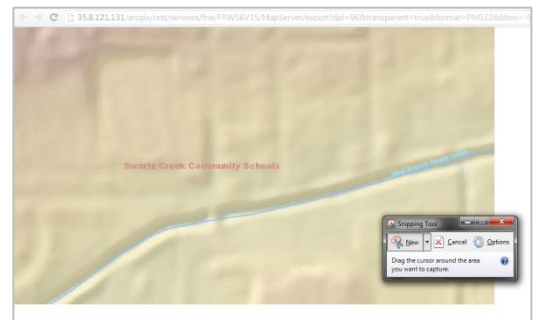 35.8.121.131/arcgis/rest/services/fne/FRWS6V15/MapServer/export?dpi=96&transparent=true&format=PNG32&bbox=
Swartz Creek Community Schools
Snipping Tool
New Cancel Options
Drag the cursor around the area
you want to capture.